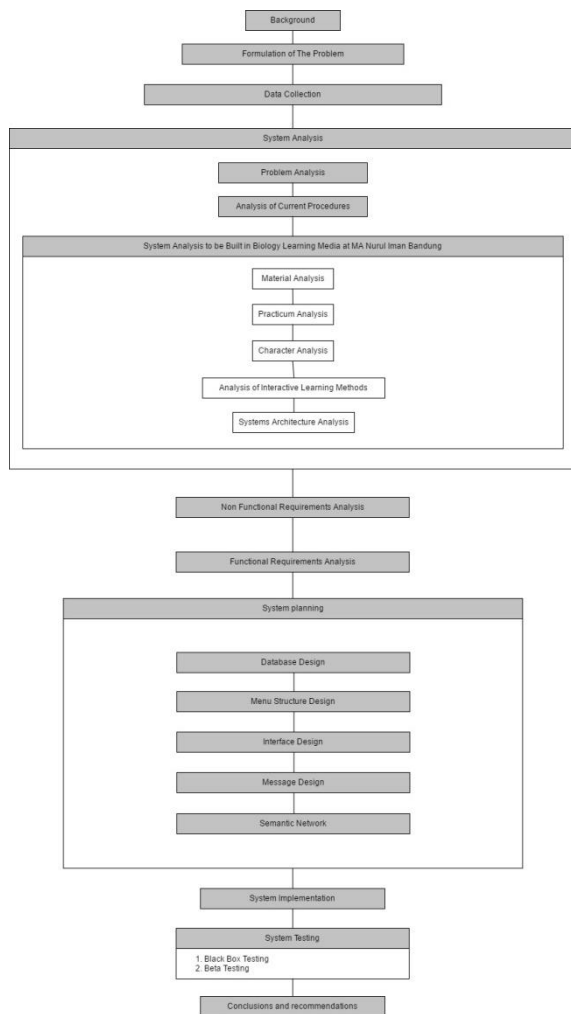 Background
Formulation of The Problem
Data Collection
System Analysis
Problem Analysis
Analysis of Current Procedures
System Analysis to be Built in Biology Learning Media at MA Nurul Iman Bandung
Material Analysis
Practicum Analysis
Character Analysis
Analysis of Interactive Learning Methods
Systems Architecture Analysis
Non Functional Requirements Analysis
Functional Requirements Analysis
System planning
Database Design
Menu Structure Design
Interface Design
Message Design
Semantic Network
System Implementation
System Testing
1. Black Box Testing
2. Beta Testing
Conclusions and recommendations